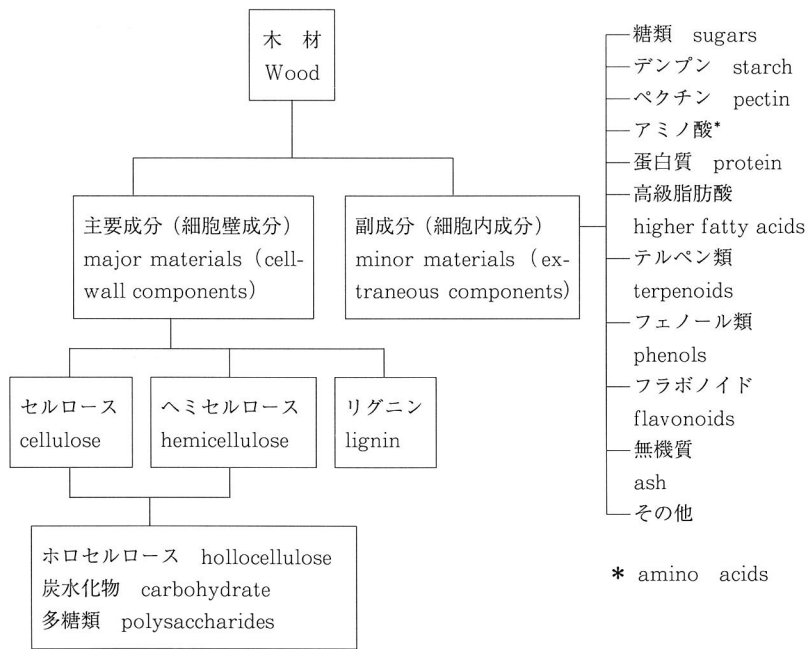 木 材
Wood
主要成分（細胞壁成分）
major materials（cell-
wall components）
副成分（細胞内成分）
minor materials（ex-
traneous components）
セルロース
cellulose
ヘミセルロース
hemicellulose
リグニン
lignin
ホロセルロース hollocellulose
炭水化物 carbohydrate
多糖類 polysaccharides
糖類 sugars
デンプン starch
ペクチン pectin
アミノ酸*
蛋白質 protein
高級脂肪酸
higher fatty acids
テルペン類
terpenoids
フェノール類
phenols
フラボノイド
flavonoids
無機質
ash
その他
* amino acids